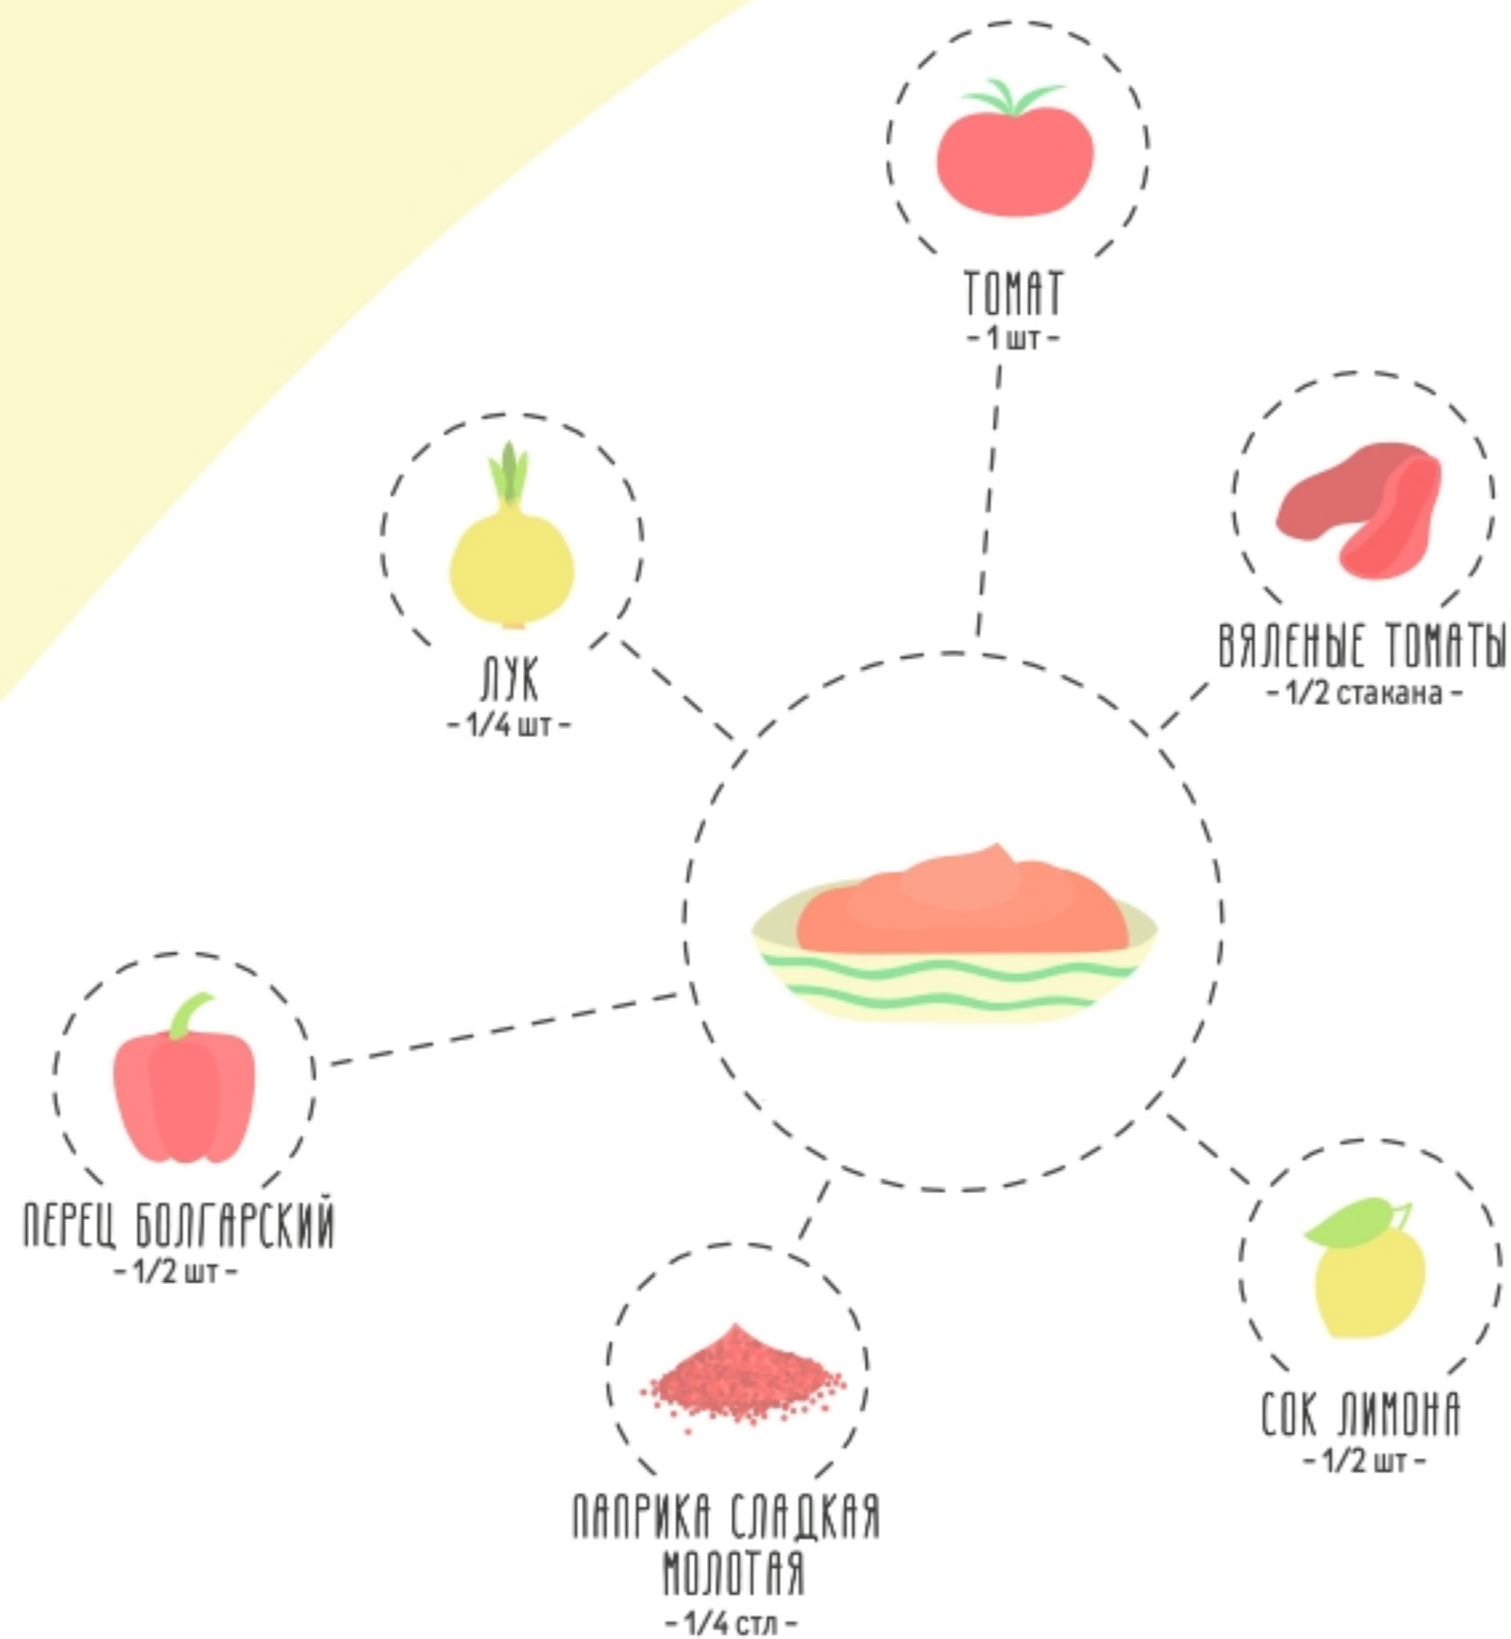 ТОМАТ
- 1 шт -
ВЯЛЕНЫЕ ТОМАТЫ
- 1/2 стакана -
ЛУК
- 1/4 шт -
ПЕРЕЦ БОЛГАРСКИЙ
- 1/2 шт -
СОК ЛИМОНА
- 1/2 шт -
ПАПРИКА СЛАДКАЯ
МОЛОТАЯ
- 1/4 стл -